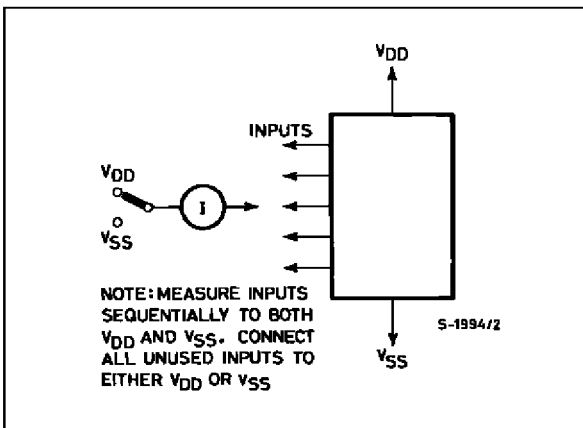 VDD
INPUTS
VDD
I
VSS
NOTE: MEASURE INPUTS
SEQUENTIALLY TO BOTH
VDD AND VSS. CONNECT
ALL UNUSED INPUTS TO
EITHER VDD OR VSS
S-1994/2
VSS